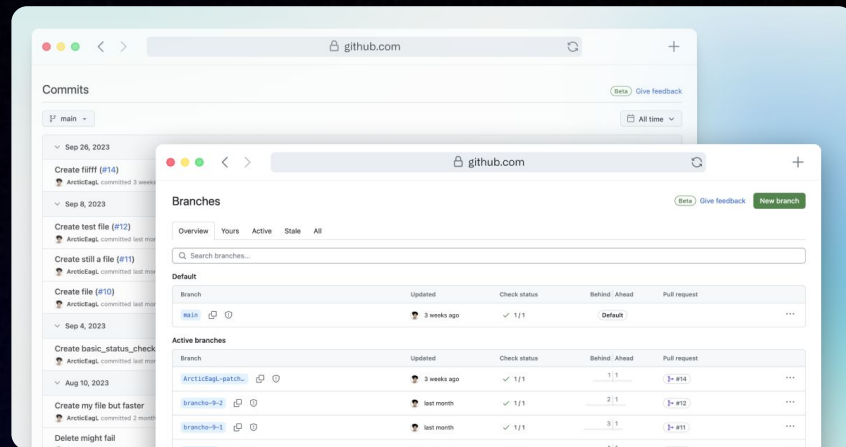 github.com
Commits
Beta Give feedback
main
All time
Sep 26, 2023
Create fiifff (#14)
ArcticEagL committed 3 weeks
Sep 8, 2023
Create test file (#12)
ArcticEagL committed last mon
Create still a file (#11)
ArcticEagL committed last mon
Create file (#10)
ArcticEagL committed last mon
Sep 4, 2023
Create basic_status_check
ArcticEagL committed last mon
Aug 10, 2023
Create my file but faster
ArcticEagL committed 2 month
Delete might fail
github.com
Branches
Beta Give feedback New branch
Overview Yours Active Stale All
Search branches...
Default
Branch Updated Check status Behind Ahead Pull request
main 3 weeks ago 1 / 1 Default
Active branches
Branch Updated Check status Behind Ahead Pull request
ArcticEagL-patch… 3 weeks ago 1 / 1 1 1 #14
brancho-9-2 last month 1 / 1 2 1 #12
brancho-9-1 last month 1 / 1 3 1 #11